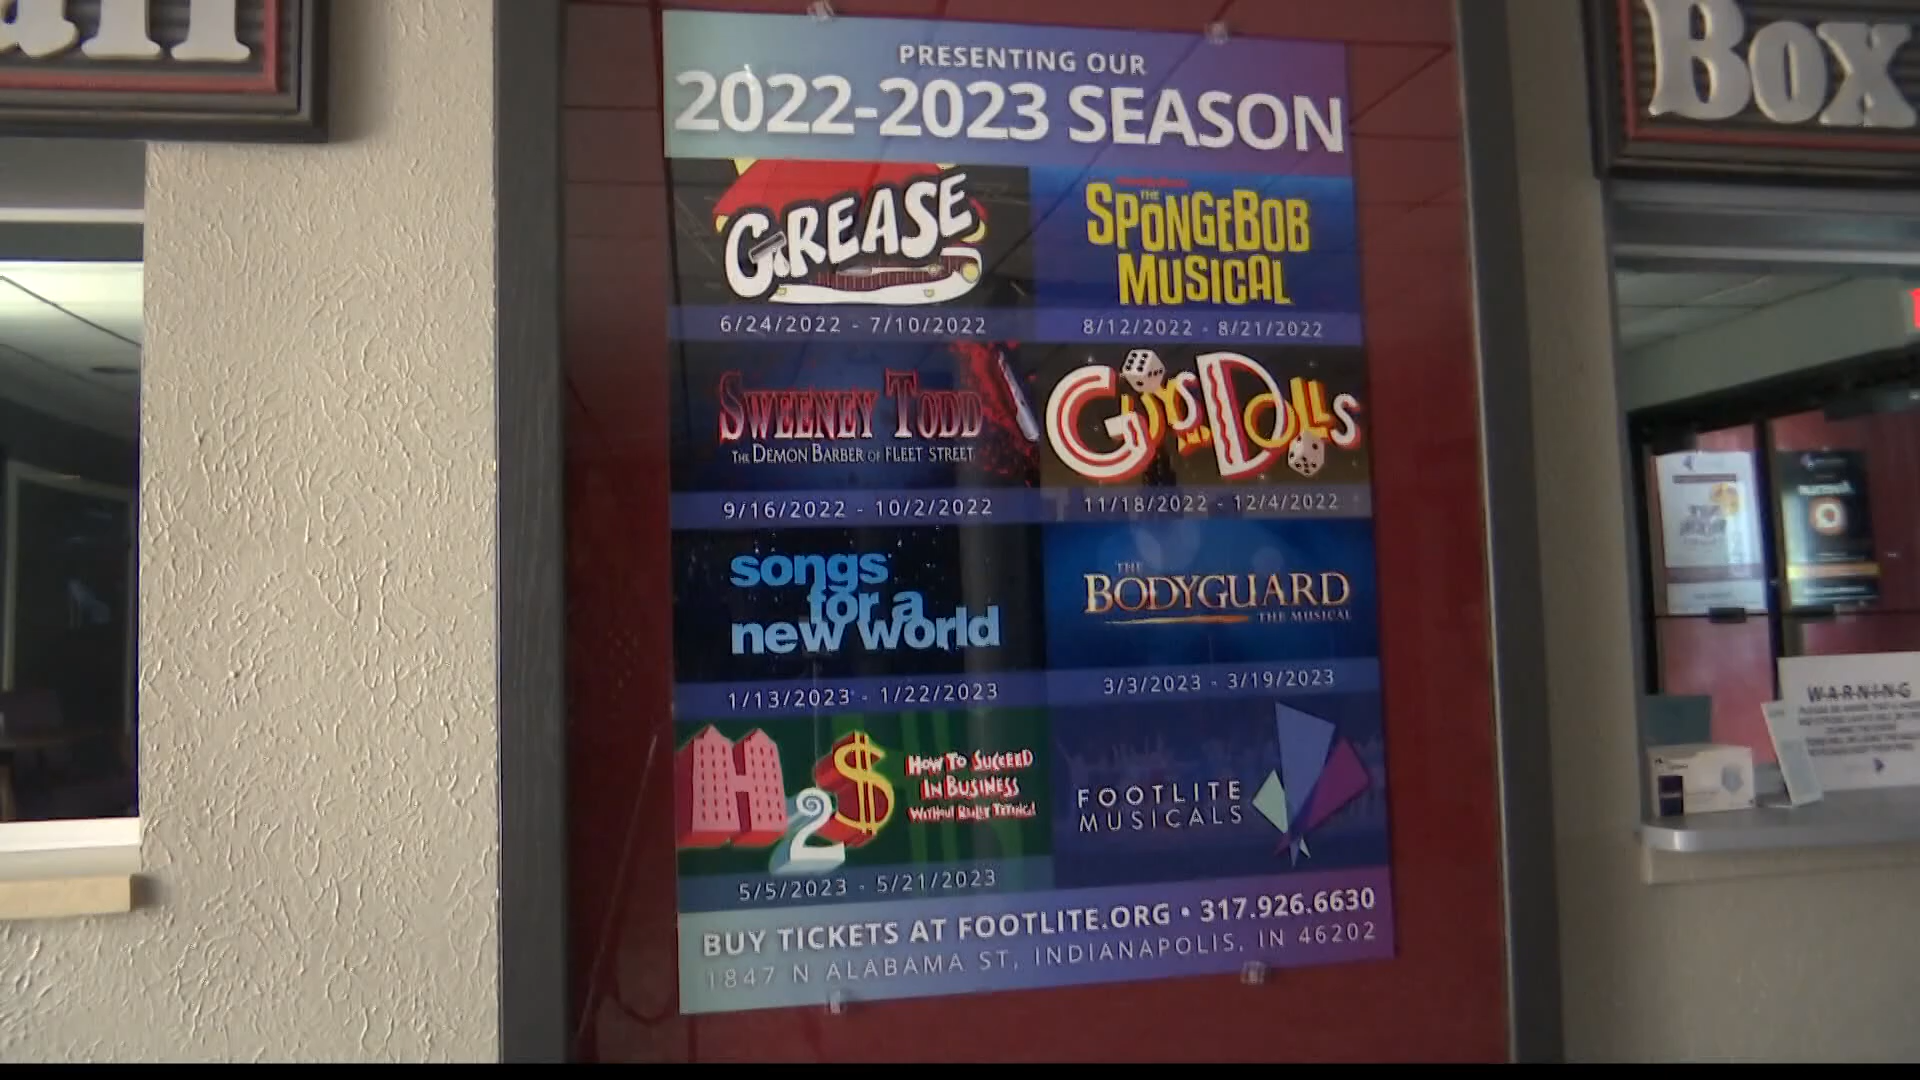 Box
PRESENTING OUR
2022-2023 SEASON
GREASE
6/24/2022 - 7/10/2022
THE
SPONGEBOB
MUSICAL
8/12/2022 - 8/21/2022
SWEENEY TODD
THE DEMON BARBER OF FLEET STREET
9/16/2022 - 10/2/2022
GUYS AND DOLLS
11/18/2022 - 12/4/2022
songs
for a
new world
1/13/2023 - 1/22/2023
THE
BODYGUARD
THE MUSICAL
3/3/2023 - 3/19/2023
H2$
HOW TO SUCCEED
IN BUSINESS
WITHOUT REALLY TRYING!
5/5/2023 - 5/21/2023
FOOTLITE
MUSICALS
BUY TICKETS AT FOOTLITE.ORG • 317.926.6630
1847 N ALABAMA ST, INDIANAPOLIS, IN 46202
WARNING